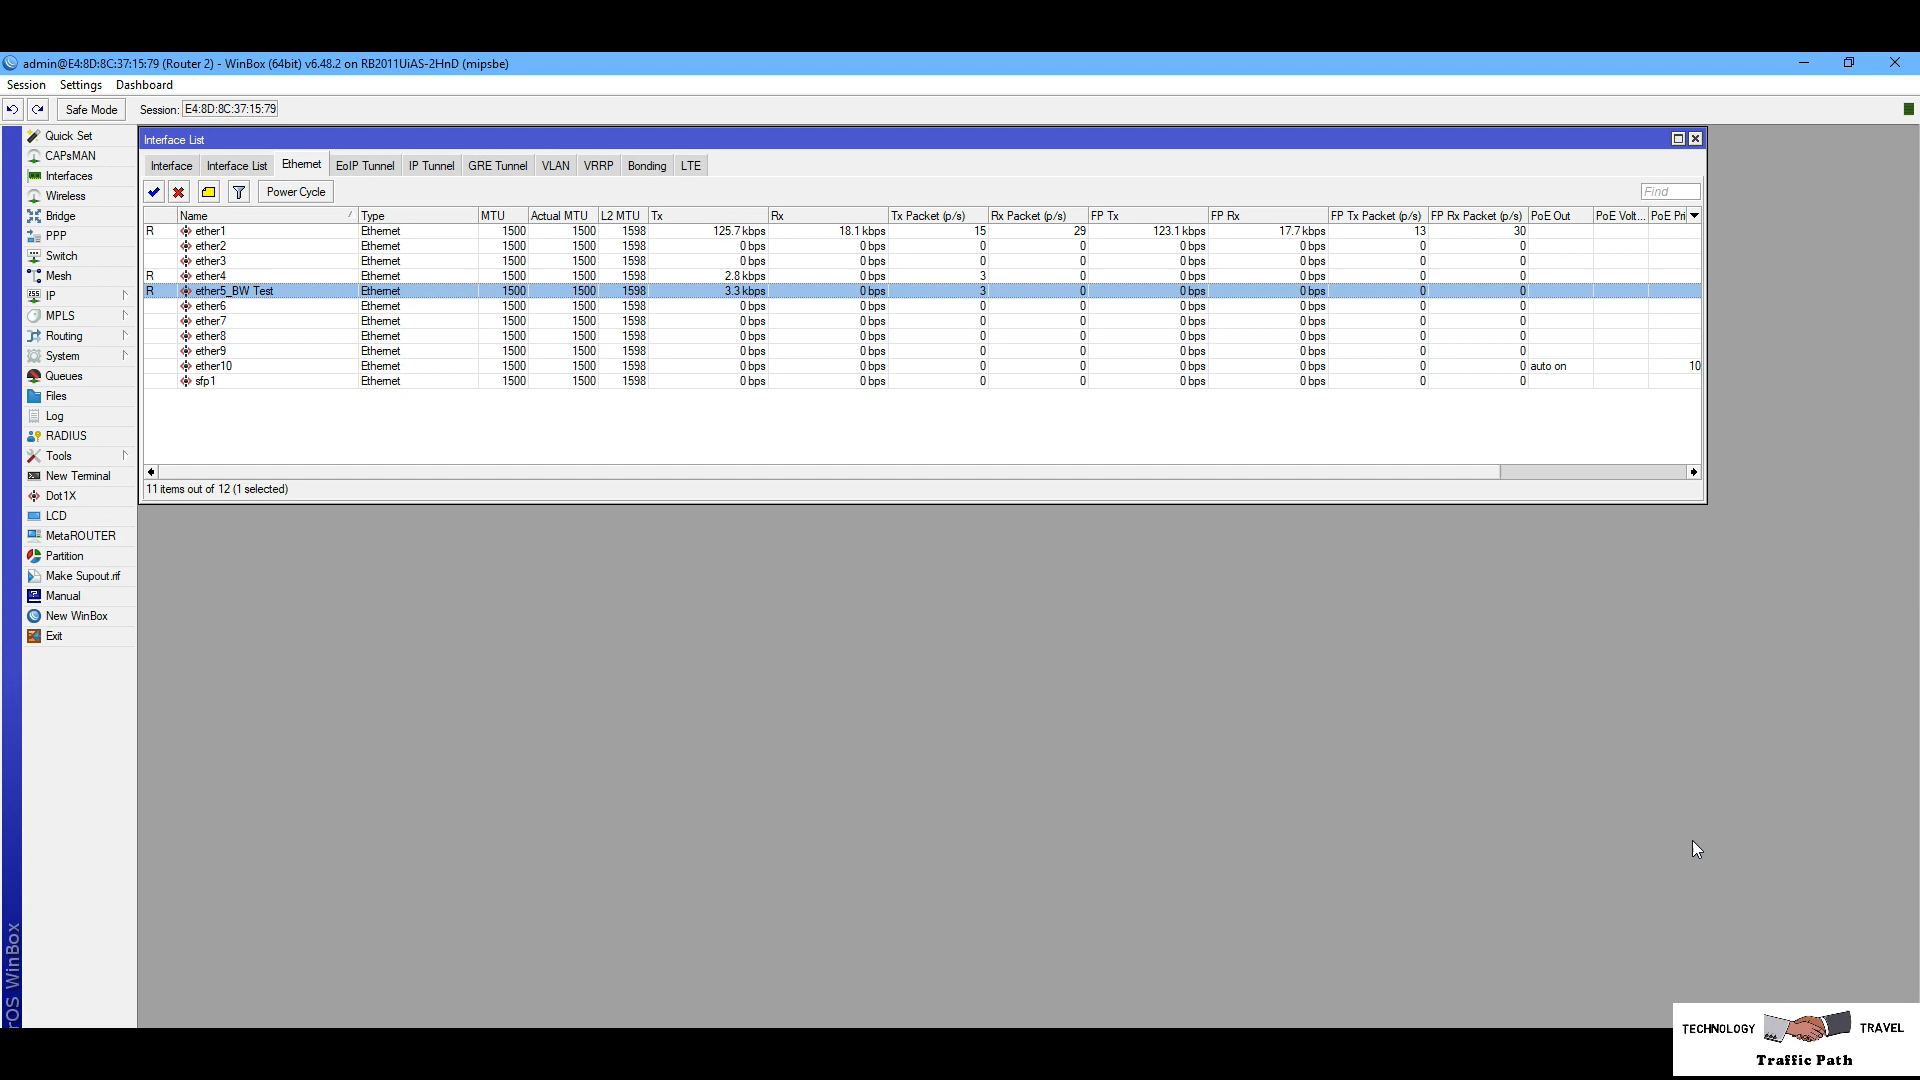 admin@E4:8D:8C:37:15:79 (Router 2) - WinBox (64bit) v6.48.2 on RB2011UiAS-2HnD (mipsbe)
Session Settings Dashboard
Safe Mode Session: E4:8D:8C:37:15:79
Quick Set
CAPsMAN
Interfaces
Wireless
Bridge
PPP
Switch
Mesh
IP
MPLS
Routing
System
Queues
Files
Log
RADIUS
Tools
New Terminal
Dot1X
LCD
MetaROUTER
Partition
Make Supout.rif
Manual
New WinBox
Exit
rOS WinBox
Interface List
Interface Interface List Ethernet EoIP Tunnel IP Tunnel GRE Tunnel VLAN VRRP Bonding LTE
Power Cycle Find
Name Type MTU Actual MTU L2 MTU Tx Rx Tx Packet (p/s) Rx Packet (p/s) FP Tx FP Rx FP Tx Packet (p/s) FP Rx Packet (p/s) PoE Out PoE Volt... PoE Pri
R ether1 Ethernet 1500 1500 1598 125.7 kbps 18.1 kbps 15 29 123.1 kbps 17.7 kbps 13 30
ether2 Ethernet 1500 1500 1598 0 bps 0 bps 0 0 0 bps 0 bps 0 0
ether3 Ethernet 1500 1500 1598 0 bps 0 bps 0 0 0 bps 0 bps 0 0
R ether4 Ethernet 1500 1500 1598 2.8 kbps 0 bps 3 0 0 bps 0 bps 0 0
R ether5_BW Test Ethernet 1500 1500 1598 3.3 kbps 0 bps 3 0 0 bps 0 bps 0 0
ether6 Ethernet 1500 1500 1598 0 bps 0 bps 0 0 0 bps 0 bps 0 0
ether7 Ethernet 1500 1500 1598 0 bps 0 bps 0 0 0 bps 0 bps 0 0
ether8 Ethernet 1500 1500 1598 0 bps 0 bps 0 0 0 bps 0 bps 0 0
ether9 Ethernet 1500 1500 1598 0 bps 0 bps 0 0 0 bps 0 bps 0 0
ether10 Ethernet 1500 1500 1598 0 bps 0 bps 0 0 0 bps 0 bps 0 0 auto on 10
sfp1 Ethernet 1500 1500 1598 0 bps 0 bps 0 0 0 bps 0 bps 0 0
11 items out of 12 (1 selected)
TECHNOLOGY TRAVEL
Traffic Path